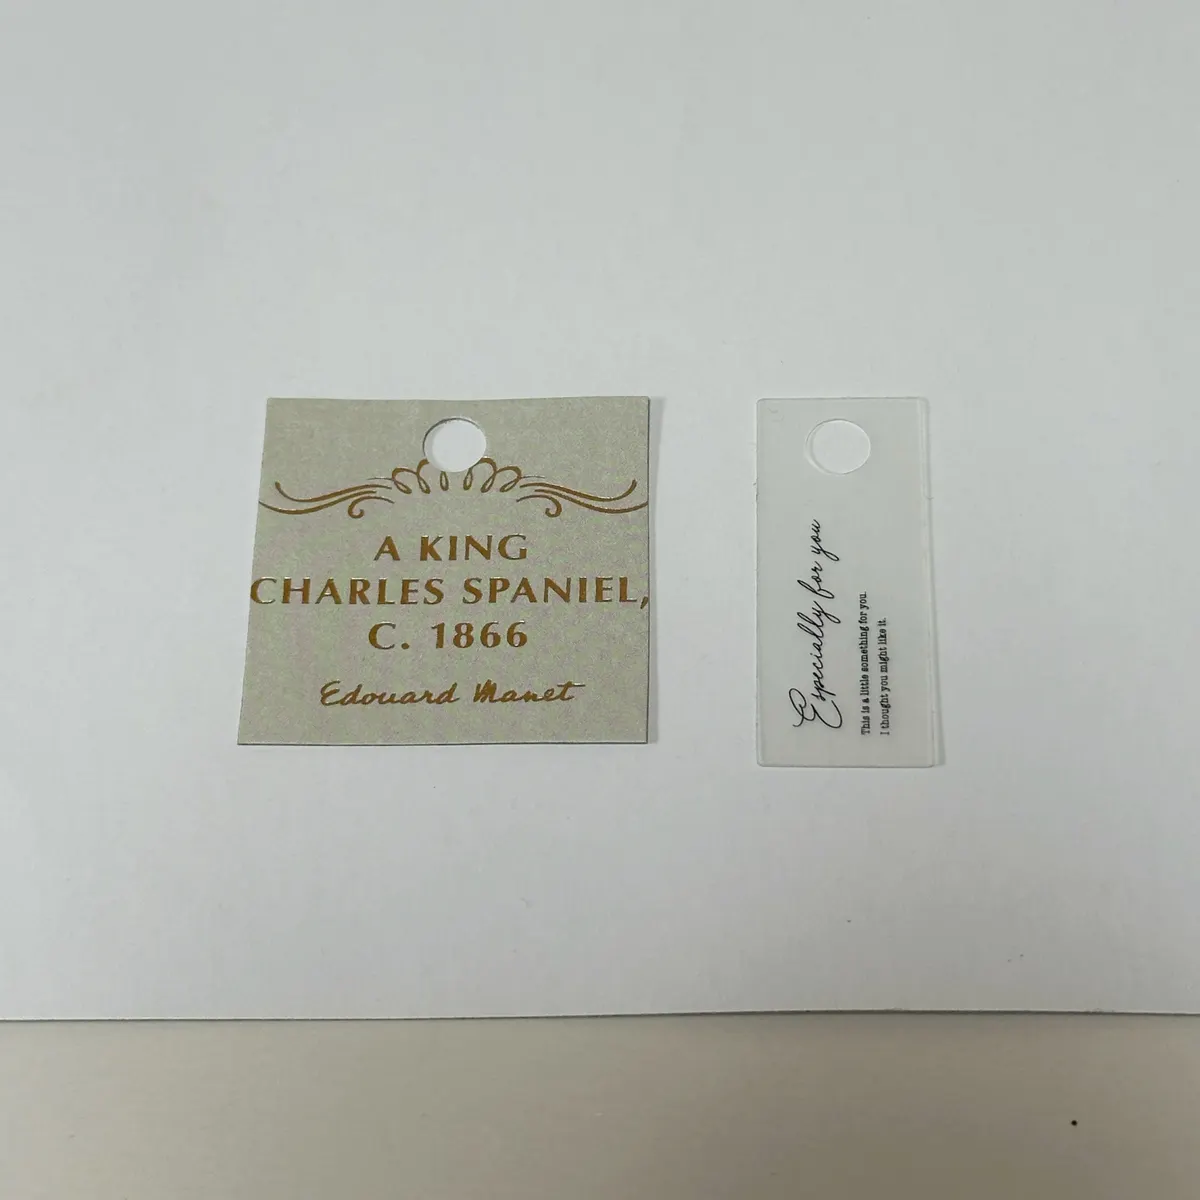 A KING
CHARLES SPANIEL,
C. 1866
Edouard Manet
Especially for you
This is a little something for you.
I thought you might like it.